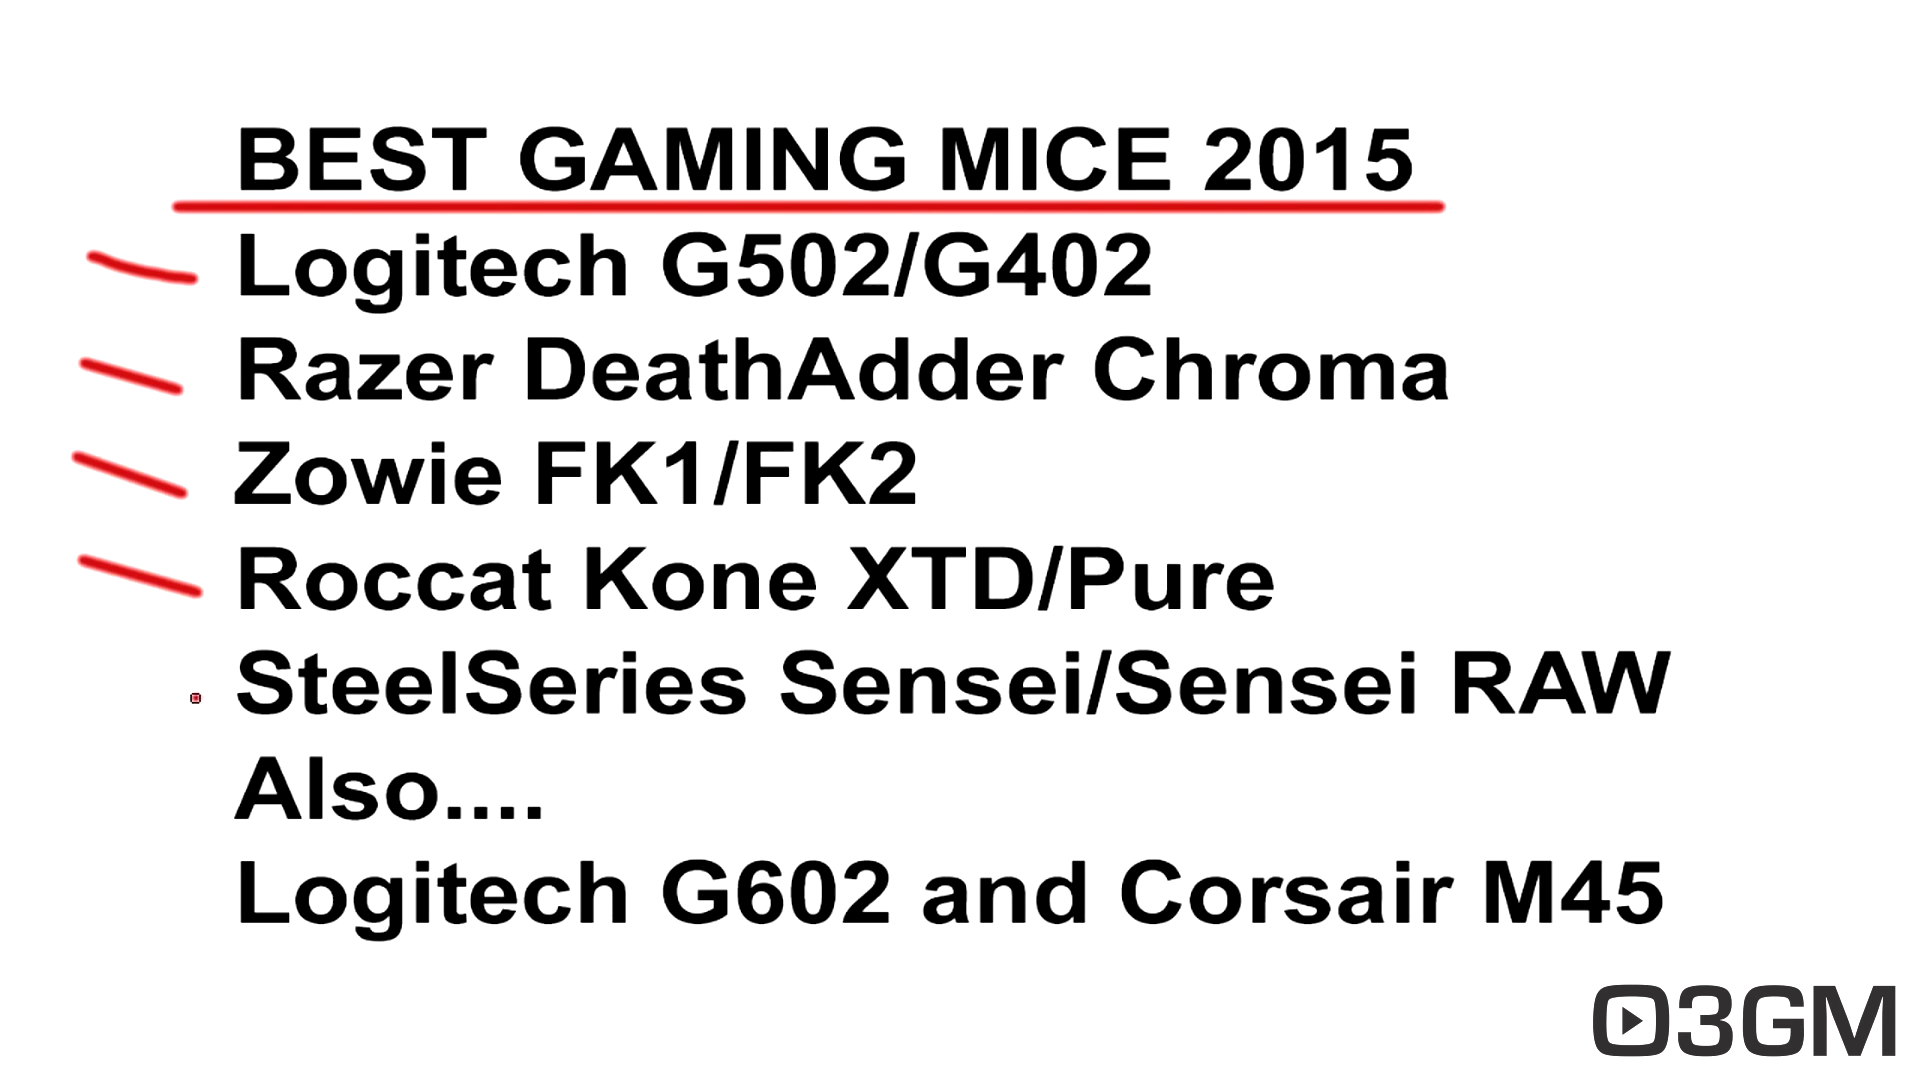 BEST GAMING MICE 2015
Logitech G502/G402
Razer DeathAdder Chroma
Zowie FK1/FK2
Roccat Kone XTD/Pure
SteelSeries Sensei/Sensei RAW
Also....
Logitech G602 and Corsair M45
O3GM